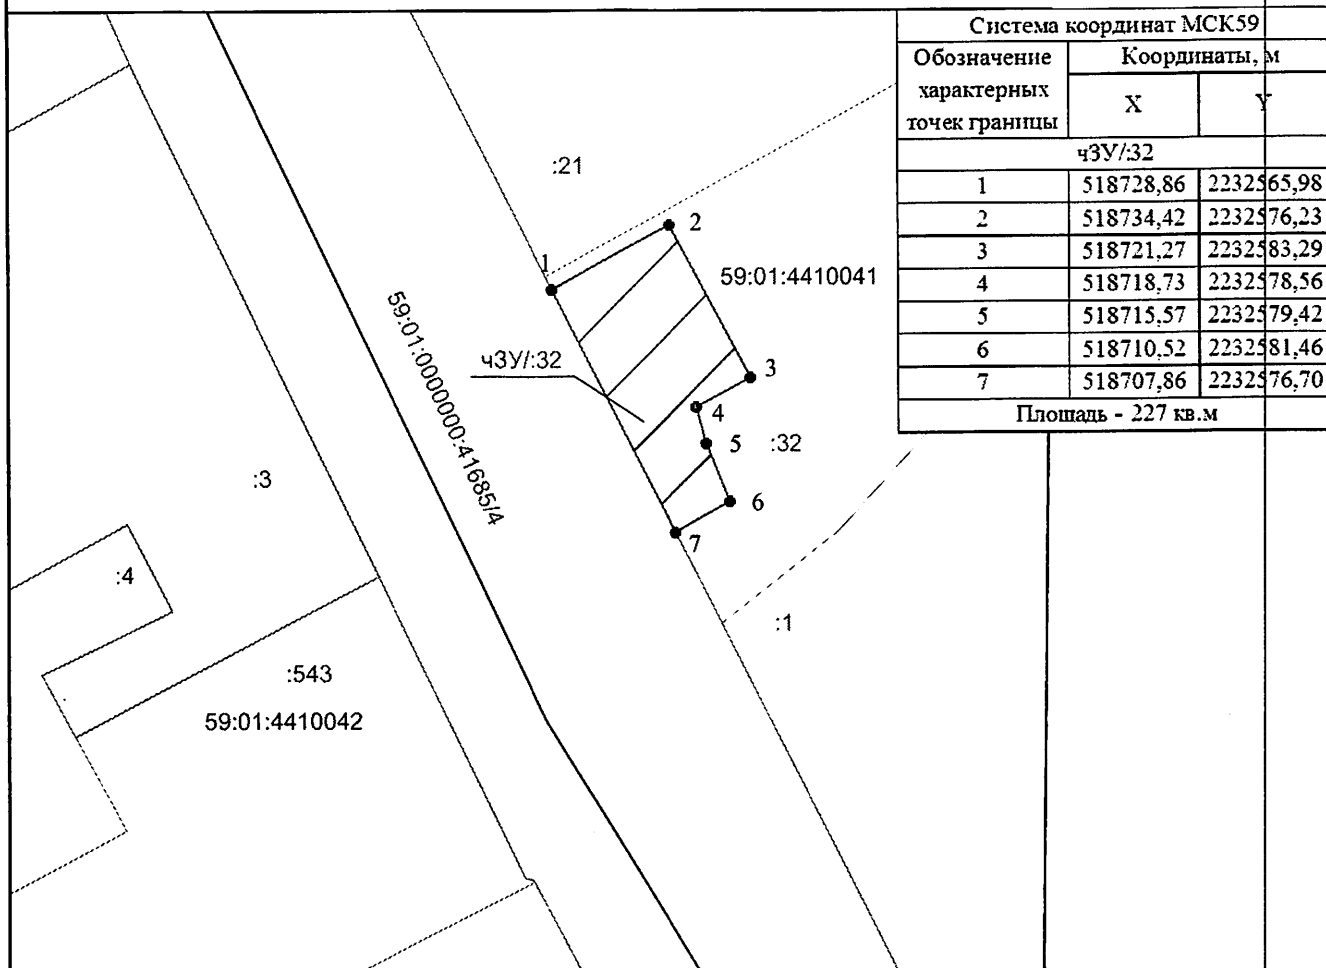 Система координат МСК59
Обозначение характерных точек границы
Координаты, м
X Y
чЗУ/:32
1 518728,86 2232565,98
2 518734,42 2232576,23
3 518721,27 2232583,29
4 518718,73 2232578,56
5 518715,57 2232579,42
6 518710,52 2232581,46
7 518707,86 2232576,70
Площадь - 227 кв.м
:21
2
1
59:01:4410041
59:01:0000000:41685/4
чЗУ/:32
3
4
5
:32
:3
6
7
:4
:1
:543
59:01:4410042